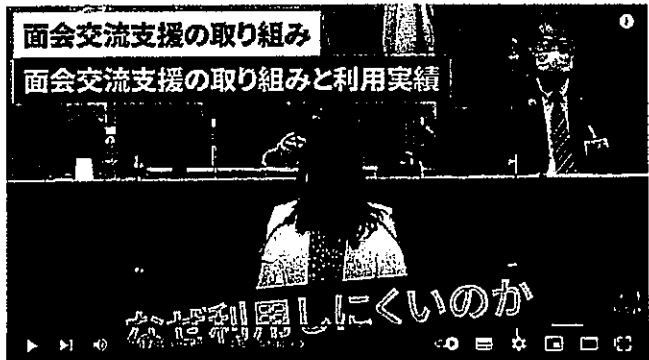 面会交流支援の取り組み
面会交流支援の取り組みと利用実績
なぜ利用しにくいのか